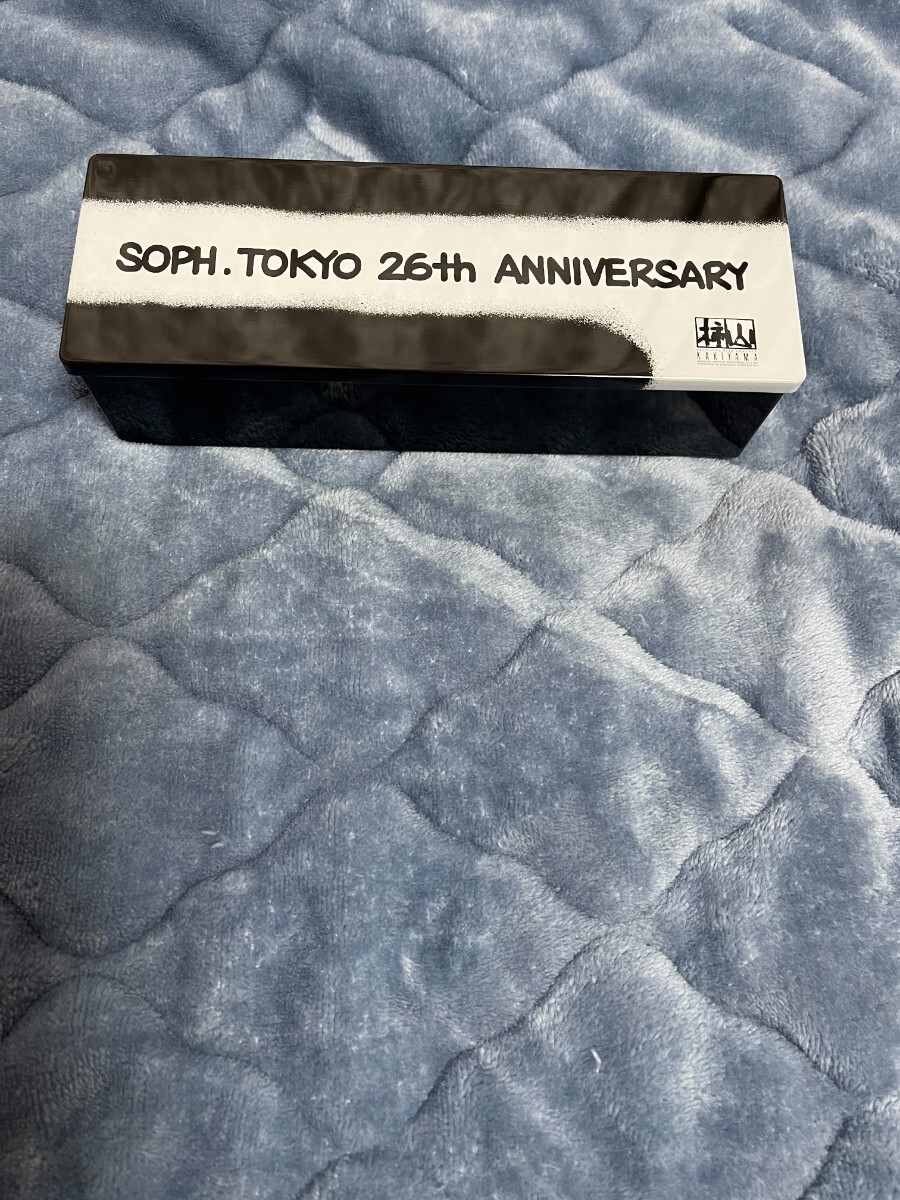 SOPH. TOKYO 26th ANNIVERSARY
柿山
KAKIYAMA